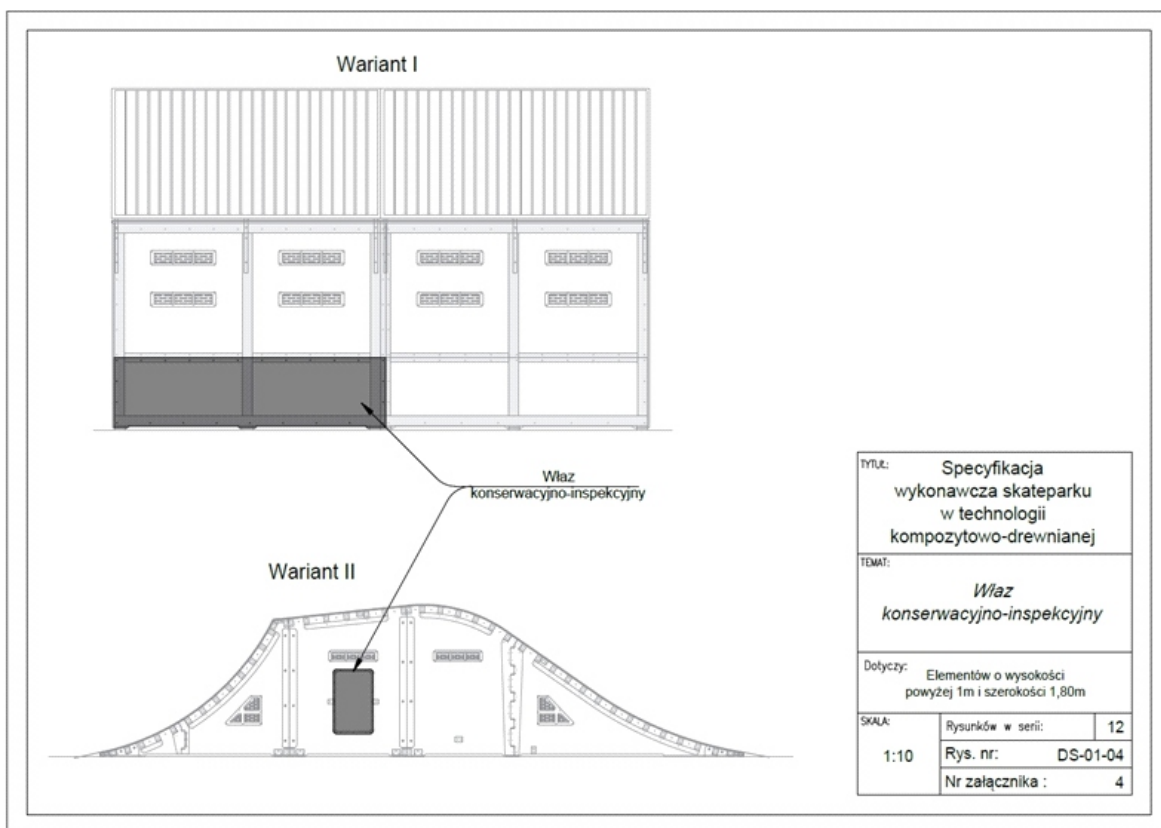 Wariant I
Właz
konserwacyjno-inspekcyjny
Wariant II
TYTUŁ:
Specyfikacja
wykonawcza skateparku
w technologii
kompozytowo-drewnianej
TEMAT:
Właz
konserwacyjno-inspekcyjny
Dotyczy:
Elementów o wysokości
powyżej 1m i szerokości 1,80m
SKALA:
1:10
Rysunków w serii: 12
Rys. nr: DS-01-04
Nr załącznika : 4